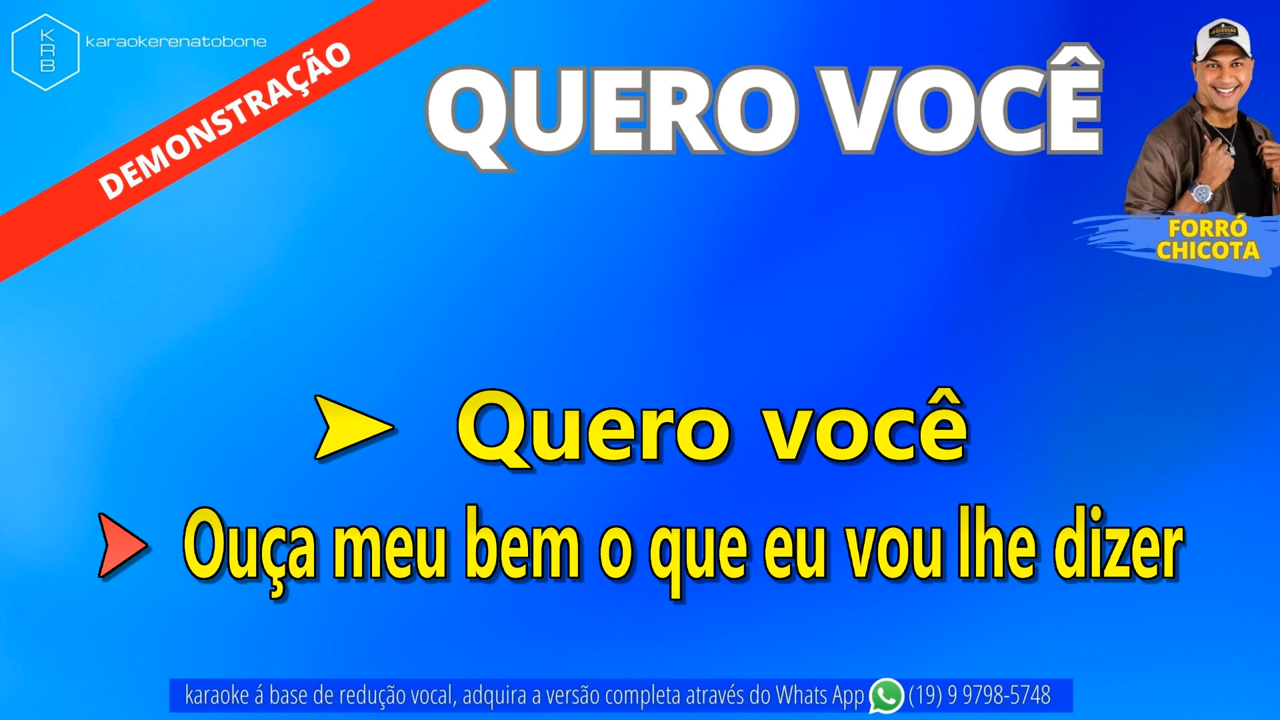 KRB
karaokerenatobone
DEMONSTRAÇÃO
QUERO VOCÊ
FORRÓ
CHICOTA
Quero você
Ouça meu bem o que eu vou lhe dizer
karaoke á base de redução vocal, adquira a versão completa através do Whats App (19) 9 9798-5748